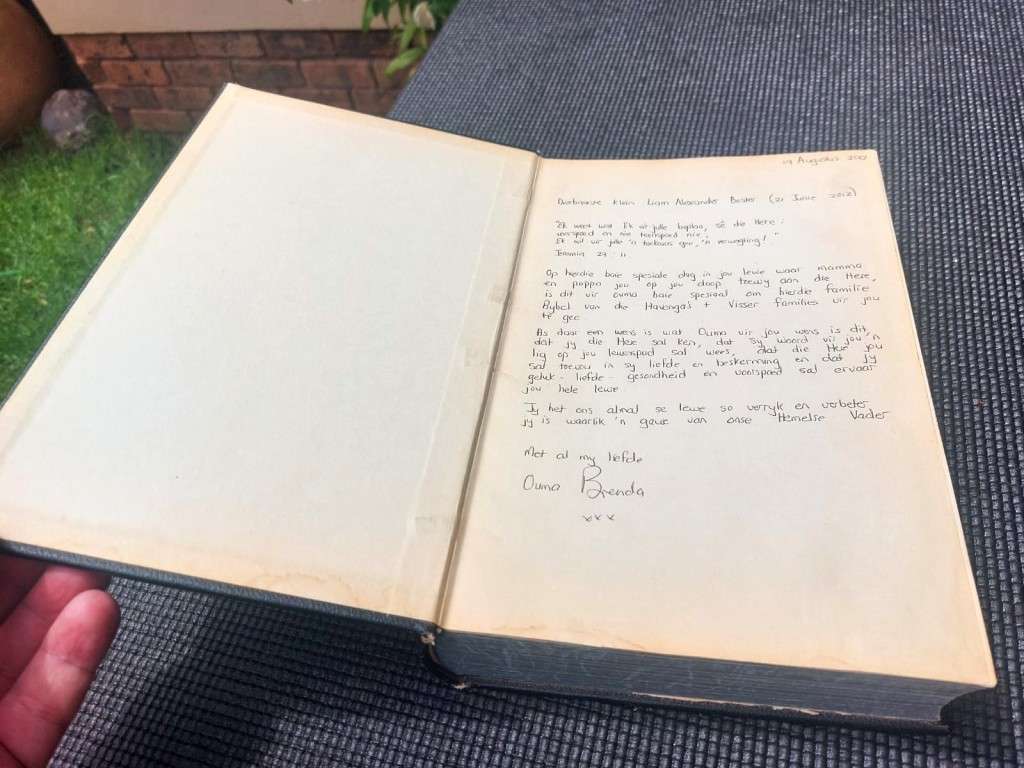 19 Augustus 2012
Dierbaarste klein Liam Alexander Bester (21 Junie 2012)
"Ek weet wat Ek vir julle beplan, sê die Here:
voorspoed en nie teenspoed nie;
Ek wil vir julle 'n toekoms gee, 'n verwagting!"
Jeremia 29:11
Op hierdie baie spesiale dag in jou lewe waar mamma
en pappa jou op jou doop toewy aan die Here,
is dit vir ouma baie spesiaal om hierdie familie
Bybel van die Havenga's + Visser families vir jou
te gee.
As daar een wens is wat Ouma vir jou wens is dit,
dat jy die Here sal ken, dat Sy woord vir jou 'n
lig op jou lewenspad sal wees, dat die Here jou
sal toevou in sy liefde en beskerming en dat jy
geluk - liefde - gesondheid en voorspoed sal ervaar
jou hele lewe
Jy het ons almal se lewe so verryk en verbeter
jy is waarlik 'n gawe van onse Hemelse Vader
Met al my liefde
Ouma Brenda
xxx